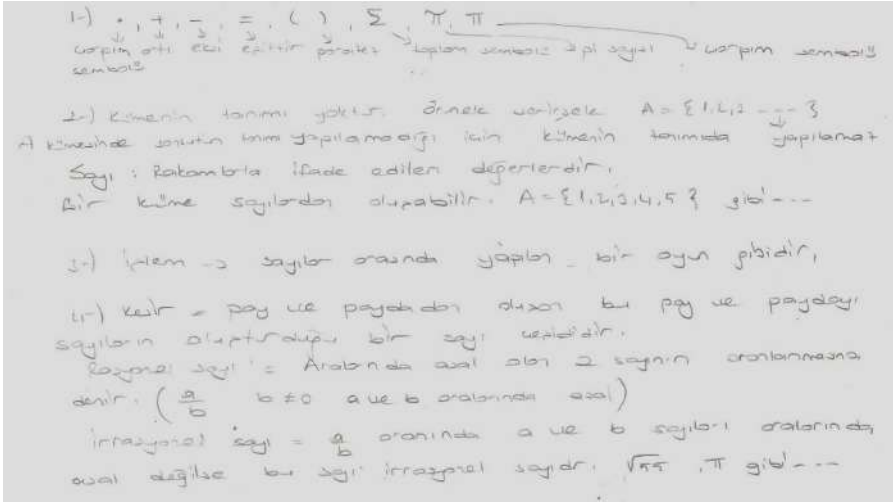 1-) ·, +, -, =, ( ), Σ, π, Π
çarpım artı eksi eşittir parantez toplam sembolü pi sayısı çarpım sembolü
sembolü
2-) Kümenin tanımı yoktur. Örnek verirsek A = {1,2,3 ---- }
A kümesinde sonsuzun tanımı yapılamadığı için kümenin tanımıda yapılamaz
Sayı : Rakamlarla ifade edilen değerlerdir.
Bir küme sayılardan oluşabilir. A = {1,2,3,4,5} gibi ---
3-) işlem -> sayılar arasında yapılan bir oyun gibidir,
4-) Kesir = pay ve paydadan oluşan bu pay ve paydayı
sayıların oluşturduğu bir sayı çeşididir.
Rasyonel sayı = Aralarında asal olan 2 sayının oranlanmasına
denir. (a/b b≠0 a ve b aralarında asal)
irrasyonel sayı = a/b oranında a ve b sayıları aralarında,
asal değilse bu sayı irrasyonel sayıdır. , π gibi ---